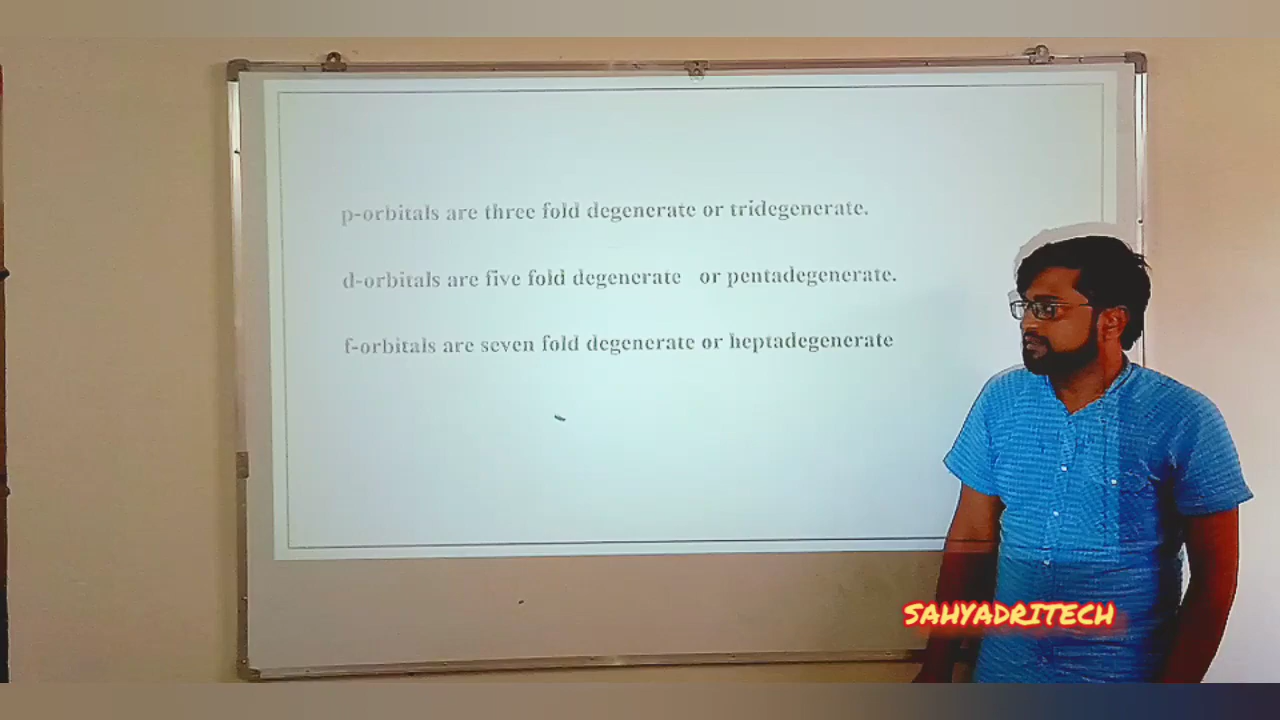 p-orbitals are three fold degenerate or tridegenerate.
d-orbitals are five fold degenerate or pentadegenerate.
f-orbitals are seven fold degenerate or heptadegenerate
SAHYADRITECH